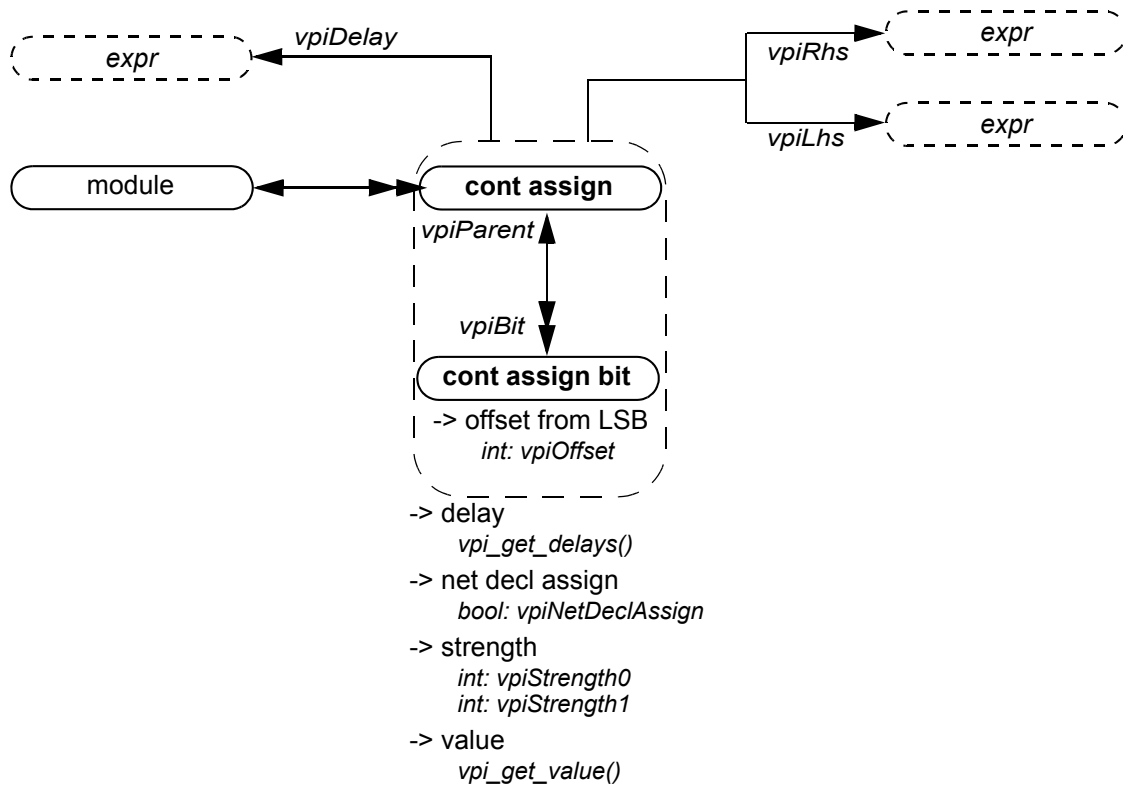 vpiDelay
expr
expr
vpiRhs
expr
vpiLhs
module
cont assign
vpiParent
vpiBit
cont assign bit
-> offset from LSB
int: vpiOffset
-> delay
vpi_get_delays()
-> net decl assign
bool: vpiNetDeclAssign
-> strength
int: vpiStrength0
int: vpiStrength1
-> value
vpi_get_value()